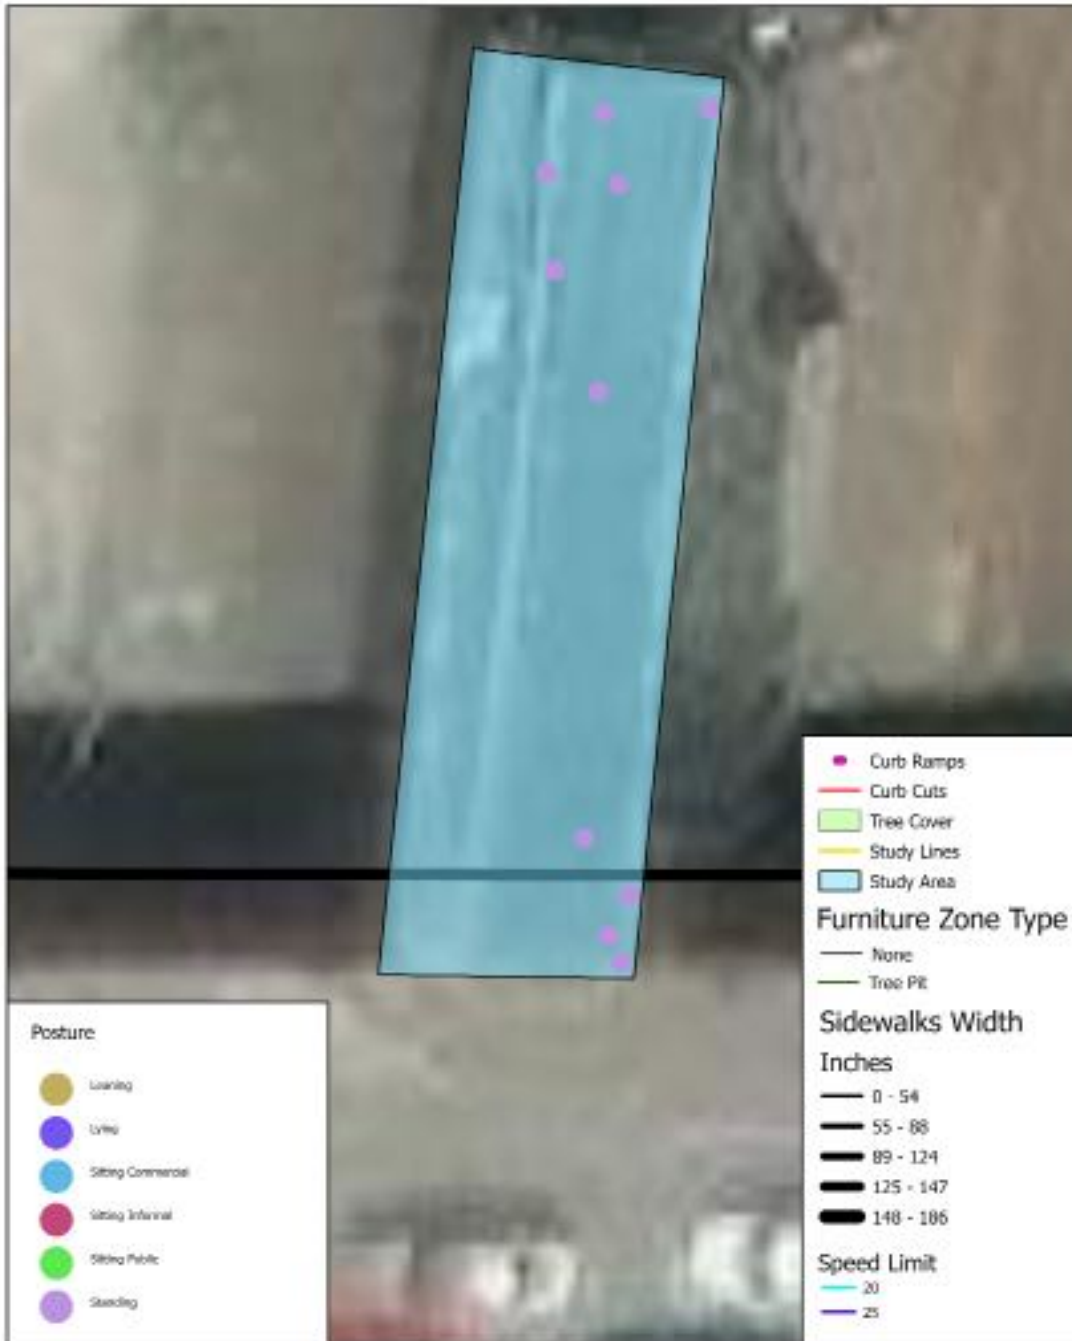 Curb Ramps
Curb Cuts
Tree Cover
Study Lines
Study Area
Furniture Zone Type
None
Tree Pit
Sidewalks Width
Inches
0 - 54
55 - 88
89 - 124
125 - 147
148 - 186
Speed Limit
20
25
Posture
Leaning
Lying
Sitting Commercial
Sitting Informal
Sitting Public
Standing